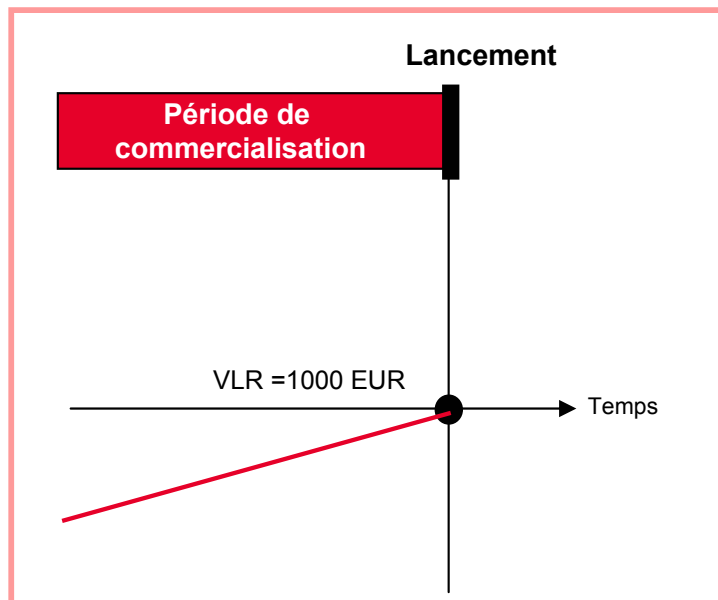 Lancement
Période de
commercialisation
VLR =1000 EUR
Temps